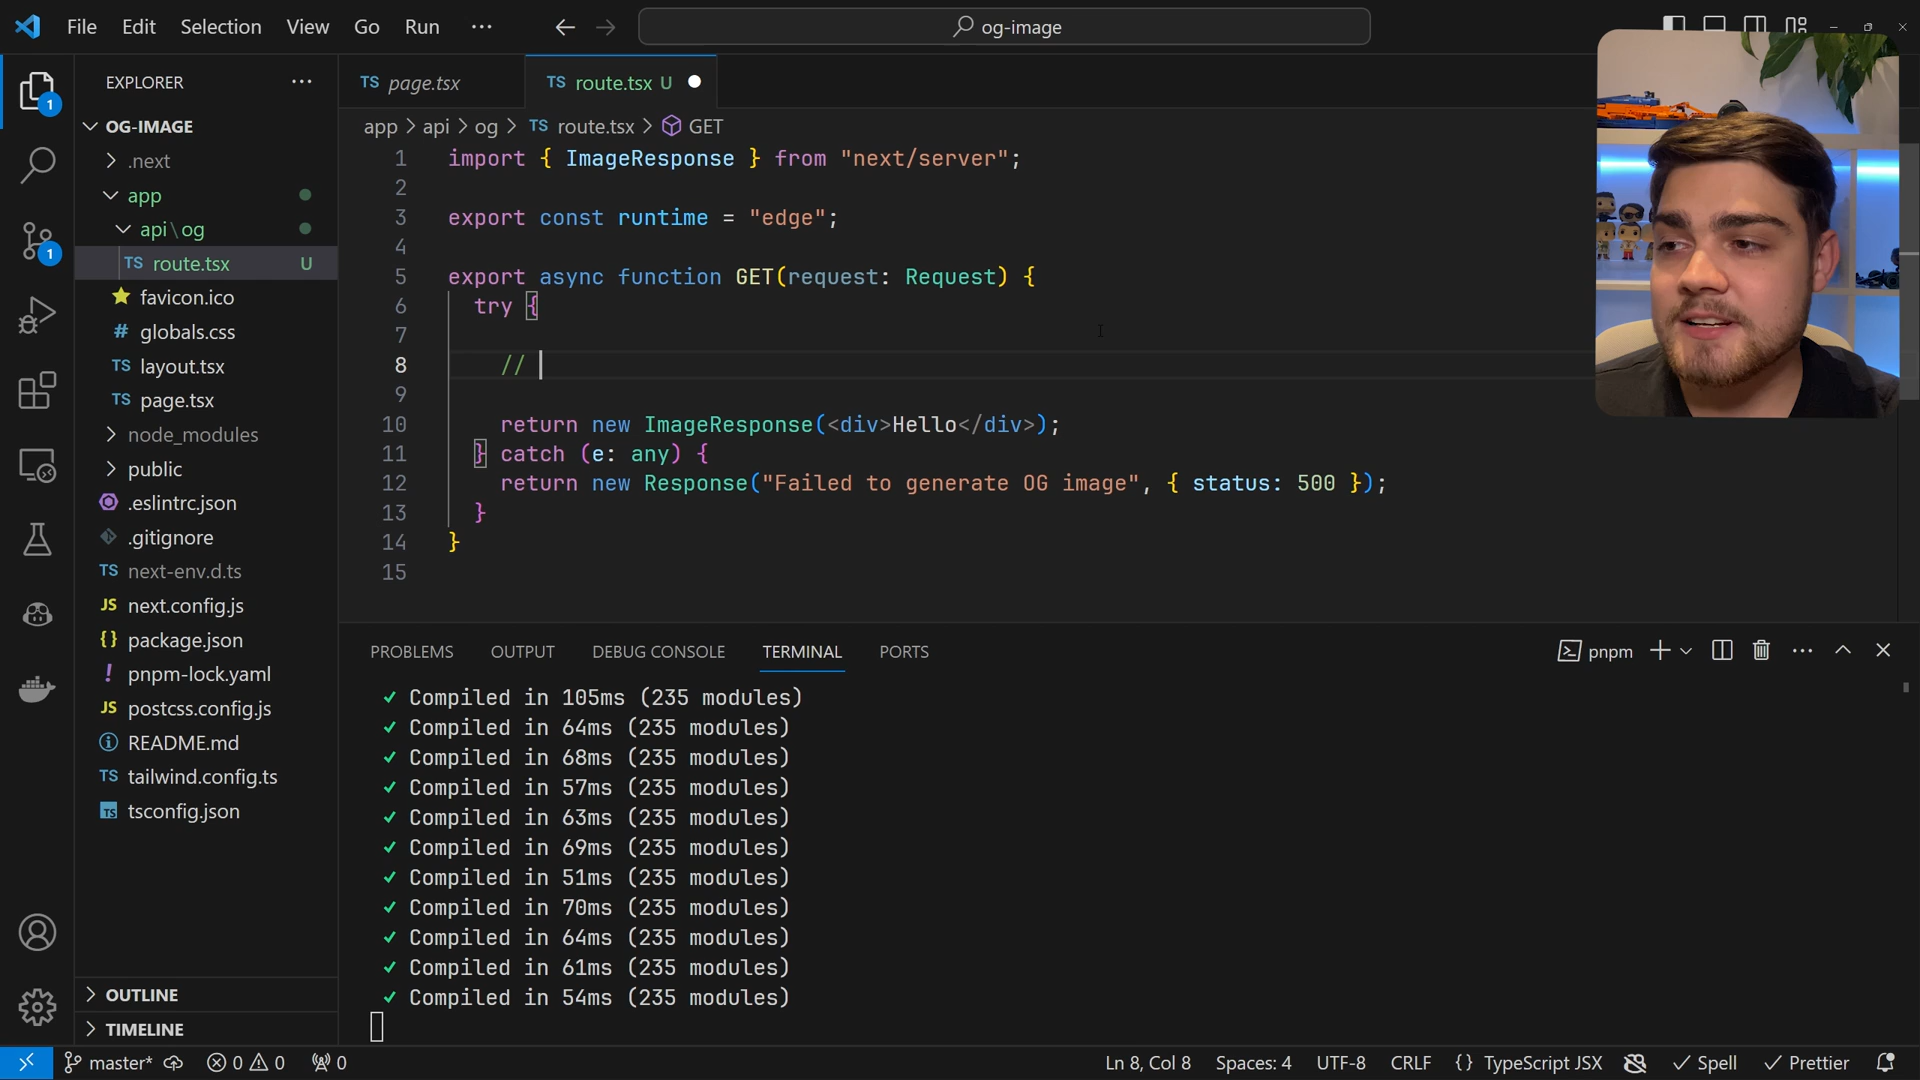 File Edit Selection View Go Run ··· og-image
EXPLORER ···
OG-IMAGE
.next
app
api\og
TS route.tsx U
favicon.ico
# globals.css
TS layout.tsx
TS page.tsx
node_modules
public
.eslintrc.json
.gitignore
TS next-env.d.ts
JS next.config.js
{} package.json
! pnpm-lock.yaml
JS postcss.config.js
README.md
TS tailwind.config.ts
TS tsconfig.json
OUTLINE
TIMELINE
1
1
TS page.tsx TS route.tsx U
app > api > og > TS route.tsx > GET
1 import { ImageResponse } from "next/server";
2
3 export const runtime = "edge";
4
5 export async function GET(request: Request) {
6 try {
7
8 //
9
10 return new ImageResponse(<div>Hello</div>);
11 } catch (e: any) {
12 return new Response("Failed to generate OG image", { status: 500 });
13 }
14 }
15
PROBLEMS OUTPUT DEBUG CONSOLE TERMINAL PORTS pnpm ···
✓ Compiled in 105ms (235 modules)
✓ Compiled in 64ms (235 modules)
✓ Compiled in 68ms (235 modules)
✓ Compiled in 57ms (235 modules)
✓ Compiled in 63ms (235 modules)
✓ Compiled in 69ms (235 modules)
✓ Compiled in 51ms (235 modules)
✓ Compiled in 70ms (235 modules)
✓ Compiled in 64ms (235 modules)
✓ Compiled in 61ms (235 modules)
✓ Compiled in 54ms (235 modules)
master* 0 0 0 Ln 8, Col 8 Spaces: 4 UTF-8 CRLF {} TypeScript JSX ✓ Spell ✓ Prettier